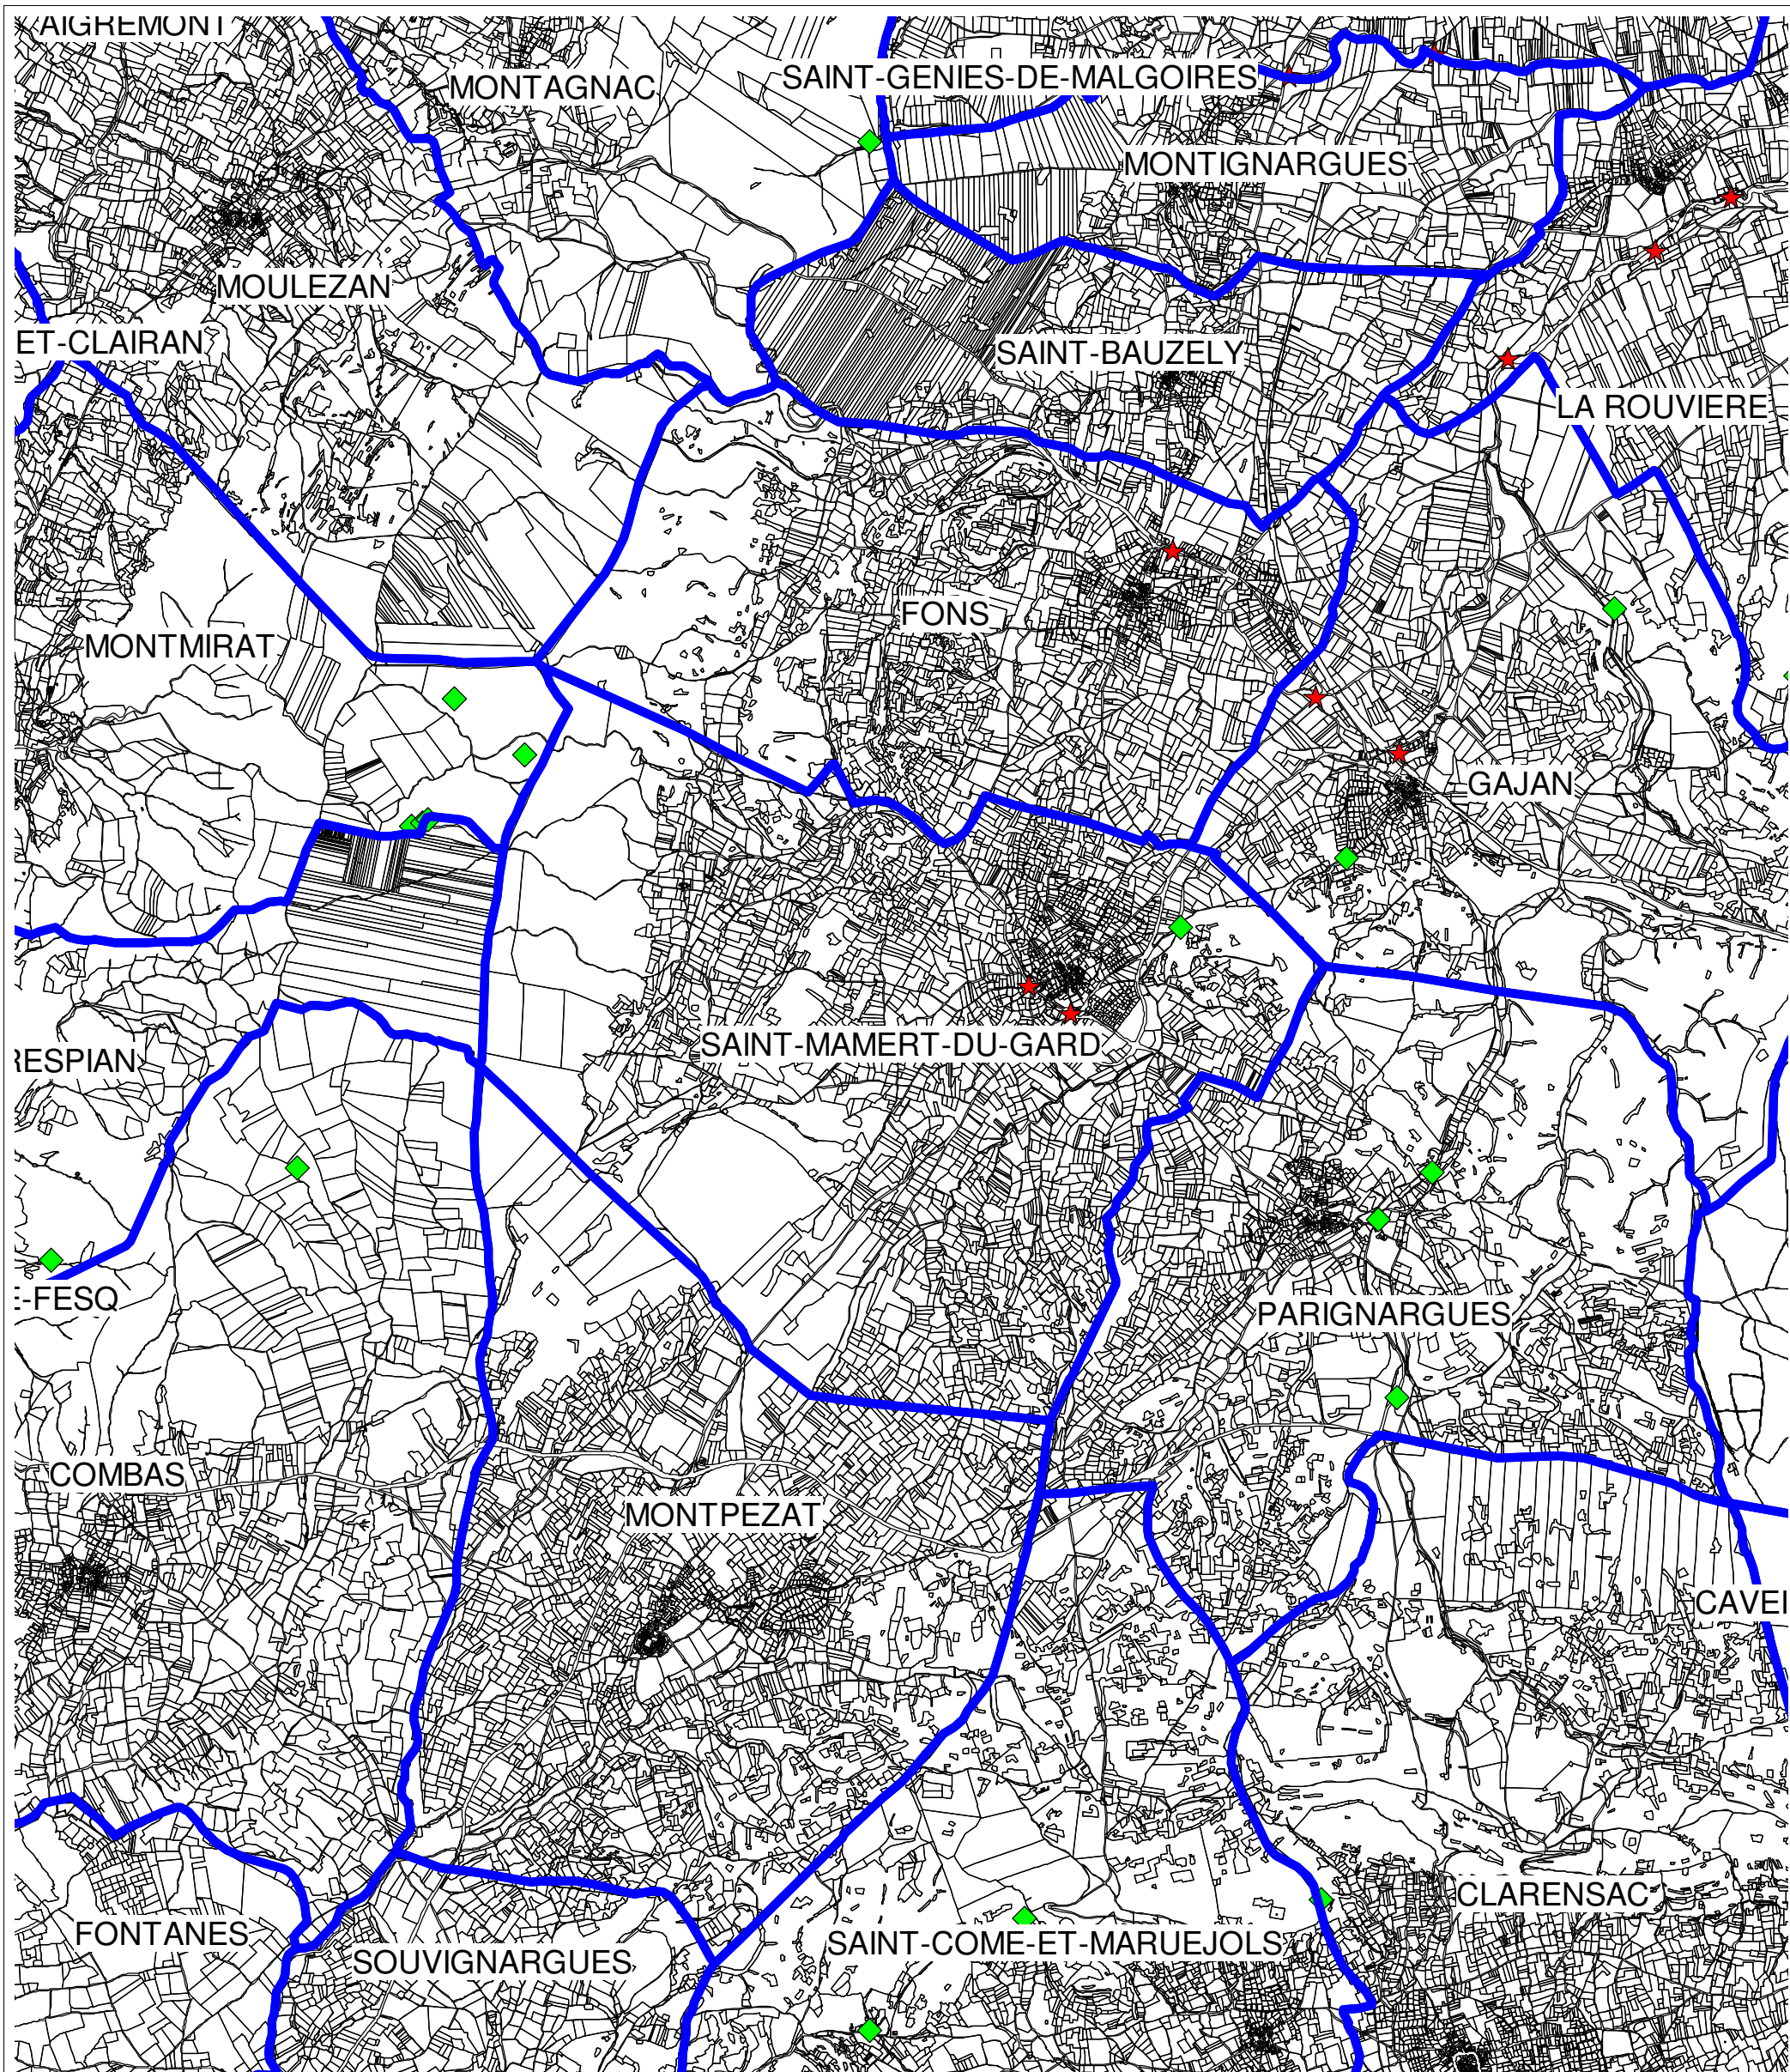 AIGREMONT
MONTAGNAC
SAINT-GENIES-DE-MALGOIRES
MONTIGNARGUES
MOULEZAN
ET-CLAIRAN
SAINT-BAUZELY
LA ROUVIERE
FONS
MONTMIRAT
GAJAN
SAINT-MAMERT-DU-GARD
RESPIAN
E-FESQ
PARIGNARGUES
COMBAS
MONTPEZAT
CAVEI
CLARENSAC
FONTANES
SAINT-COME-ET-MARUEJOLS
SOUVIGNARGUES